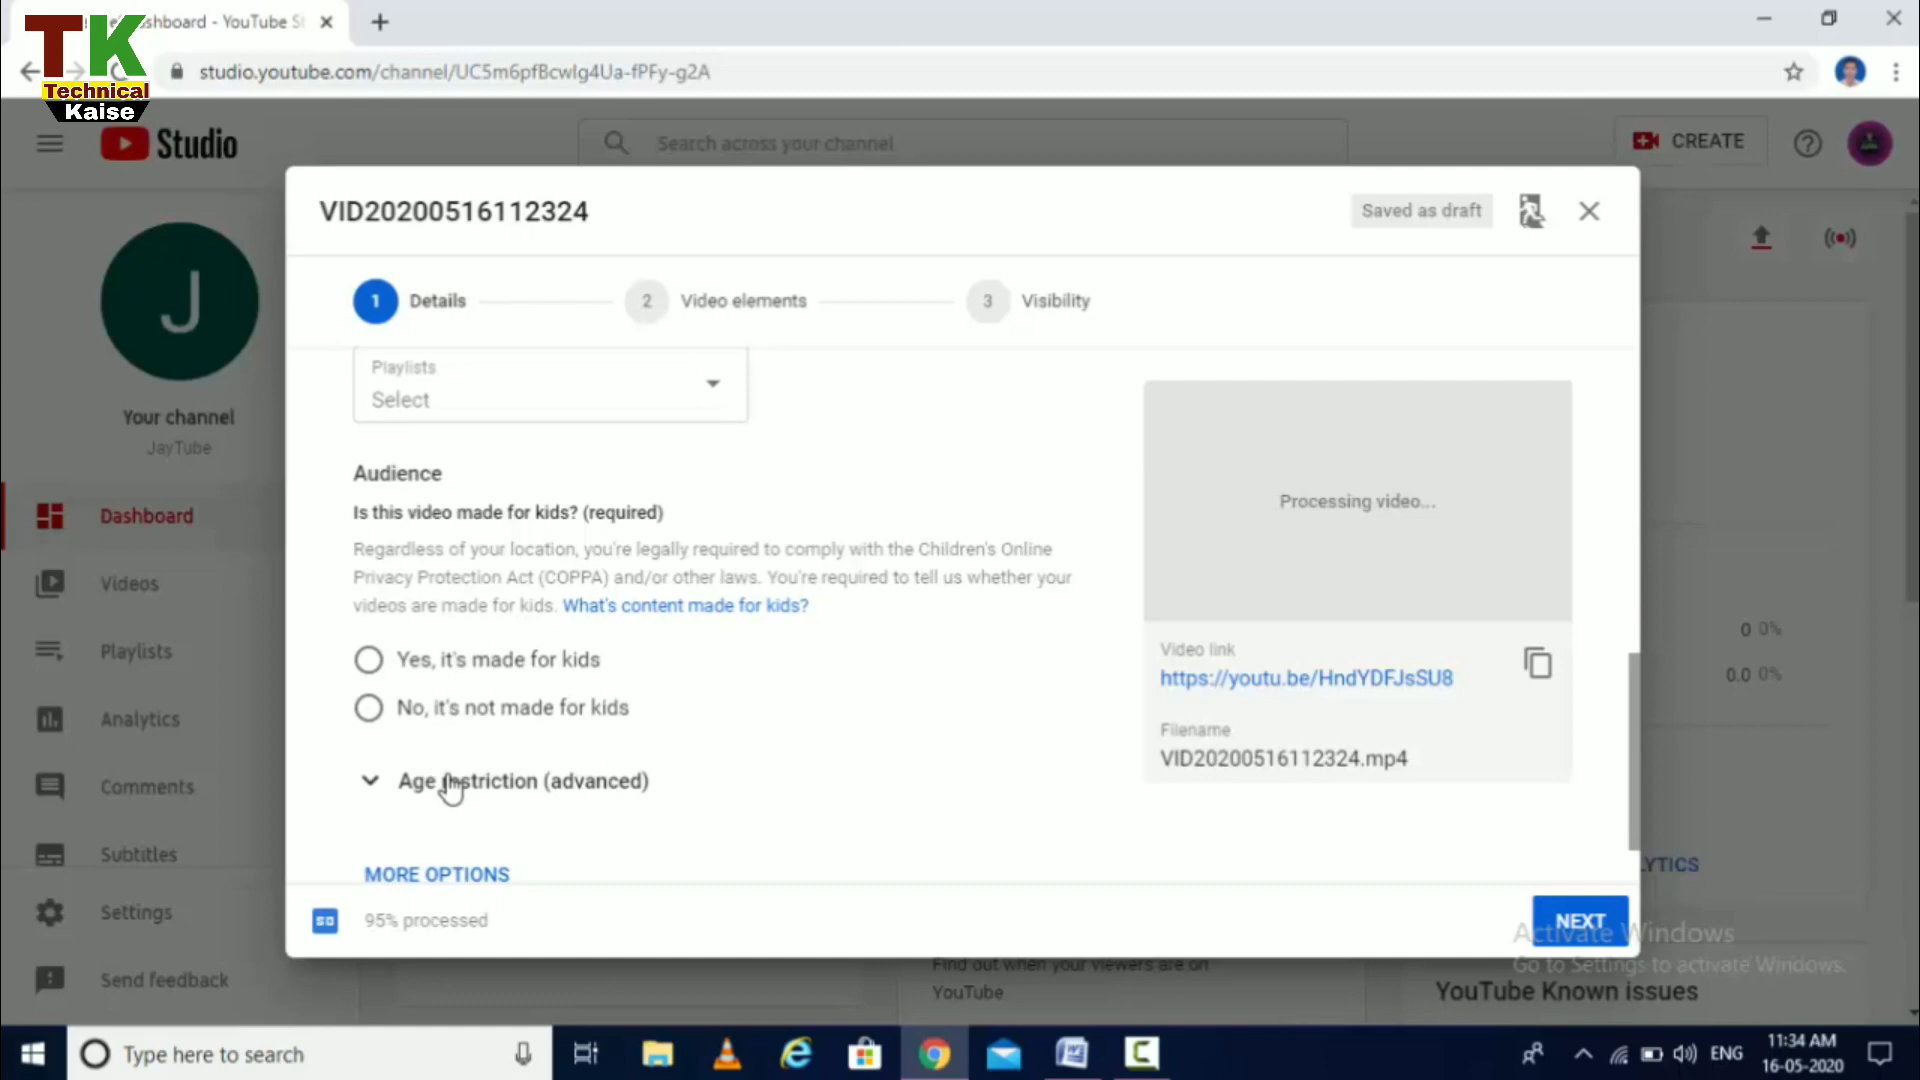 TK
Technical
Kaise
shboard - YouTube S
studio.youtube.com/channel/UC5m6pfBcwIg4Ua-fPFy-g2A
Studio
Search across your channel
CREATE
VID20200516112324
Saved as draft
1 Details
2 Video elements
3 Visibility
J
Your channel
JayTube
Dashboard
Videos
Playlists
Analytics
Comments
Subtitles
Settings
Send feedback
Playlists
Select
Audience
Is this video made for kids? (required)
Regardless of your location, you're legally required to comply with the Children's Online
Privacy Protection Act (COPPA) and/or other laws. You're required to tell us whether your
videos are made for kids. What's content made for kids?
Yes, it's made for kids
No, it's not made for kids
Age restriction (advanced)
MORE OPTIONS
Processing video...
Video link
https://youtu.be/HndYDFJsSU8
Filename
VID20200516112324.mp4
0 0%
0.0 0%
YTICS
SD 95% processed
NEXT
Activate Windows
Go to Settings to activate Windows.
Find out when your viewers are on
YouTube
YouTube Known issues
Type here to search
ENG
11:34 AM
16-05-2020